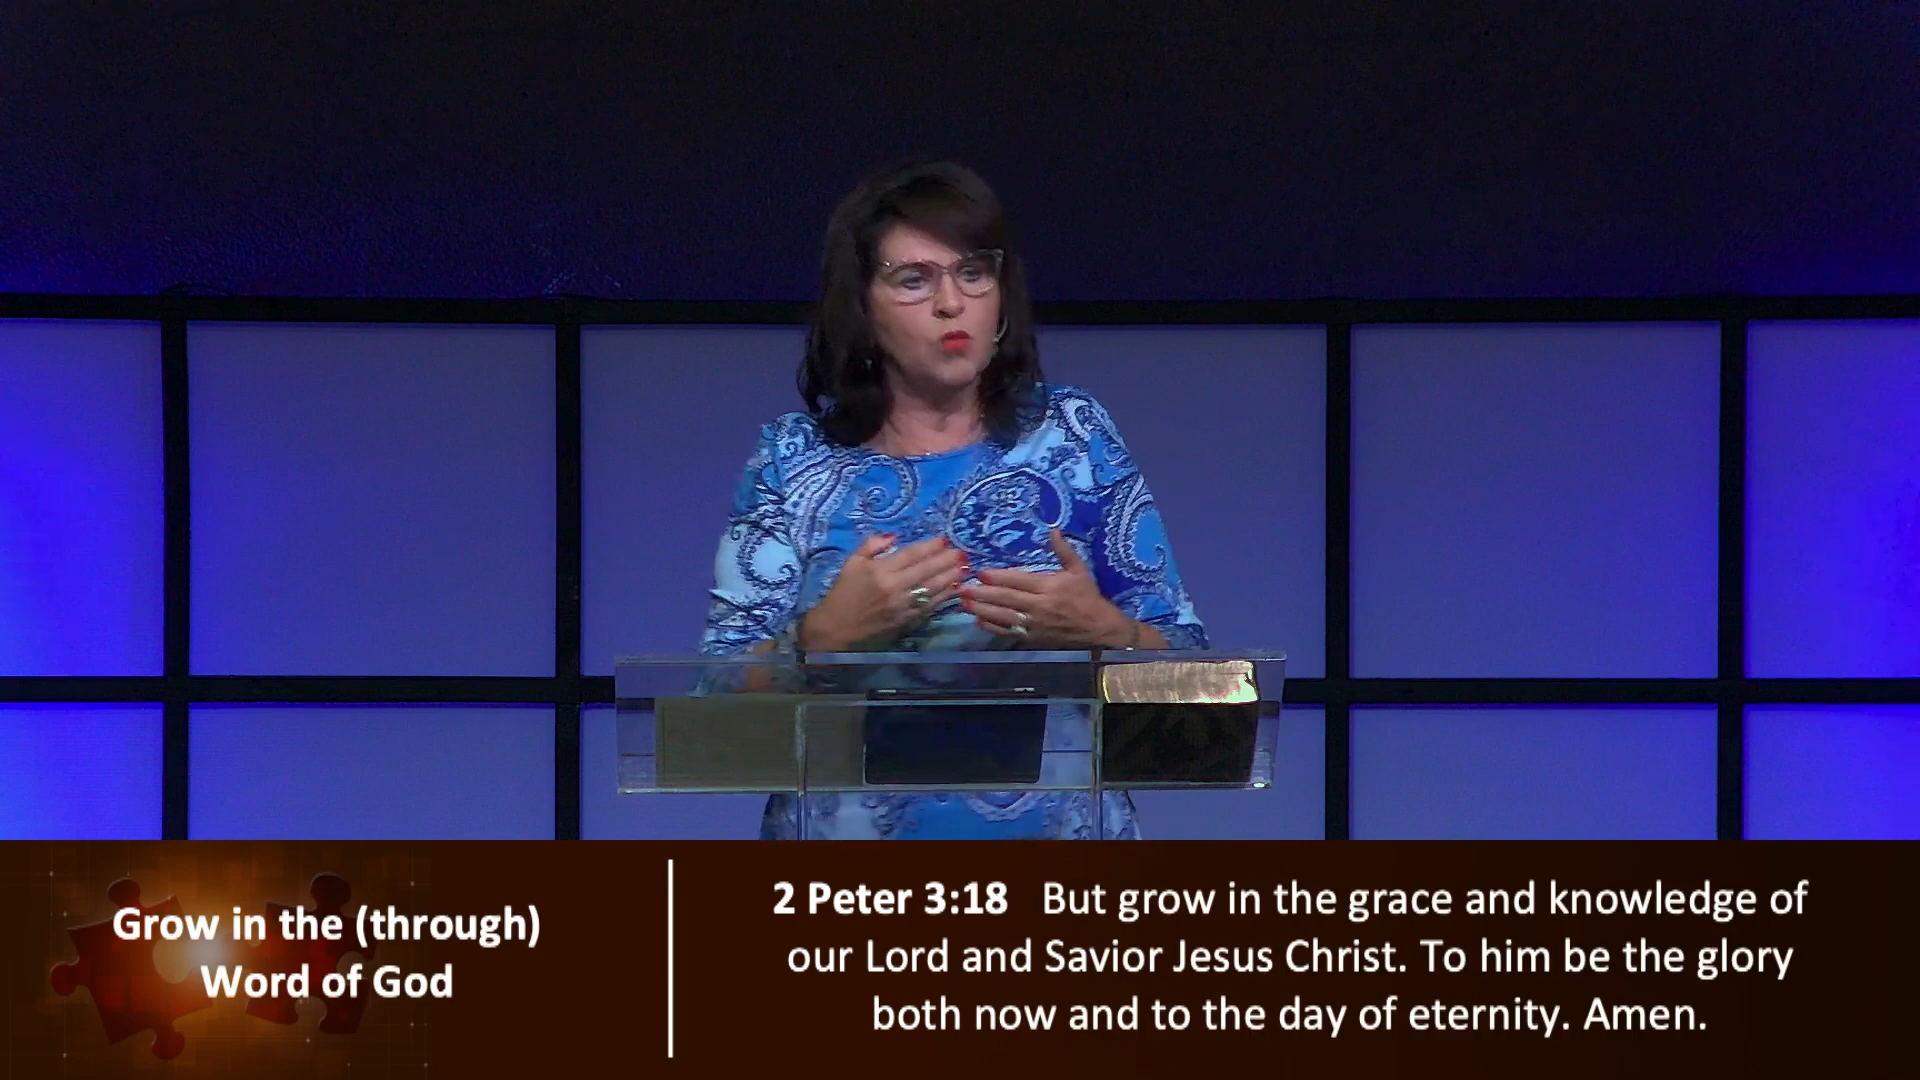 Grow in the (through)
Word of God
2 Peter 3:18 But grow in the grace and knowledge of
our Lord and Savior Jesus Christ. To him be the glory
both now and to the day of eternity. Amen.